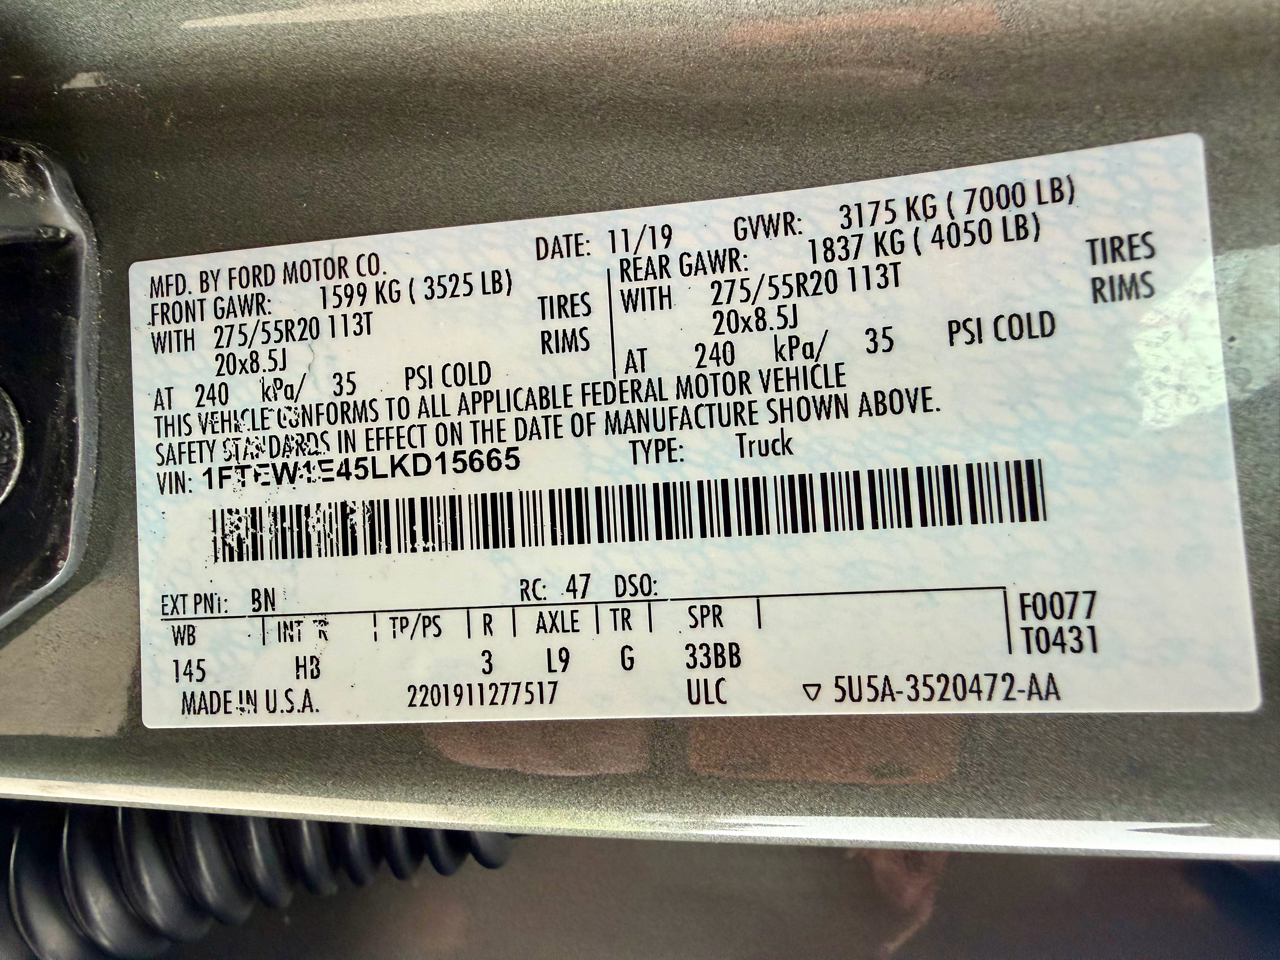 MFD. BY FORD MOTOR CO. DATE: 11/19 GVWR: 3175 KG ( 7000 LB)
FRONT GAWR: 1599 KG ( 3525 LB) REAR GAWR: 1837 KG ( 4050 LB)
WITH 275/55R20 113T TIRES WITH 275/55R20 113T TIRES
20x8.5J RIMS 20x8.5J RIMS
AT 240 kPa/ 35 PSI COLD AT 240 kPa/ 35 PSI COLD
THIS VEHICLE CONFORMS TO ALL APPLICABLE FEDERAL MOTOR VEHICLE
SAFETY STANDARDS IN EFFECT ON THE DATE OF MANUFACTURE SHOWN ABOVE.
VIN: 1FTEW1E45LKD15665 TYPE: Truck
EXT PNT: BN RC: 47 DSO:
WB INT TR TP/PS R AXLE TR SPR F0077
145 HB 3 L9 G 33BB T0431
MADE IN U.S.A. 2201911277517 ULC ▽ 5U5A-3520472-AA